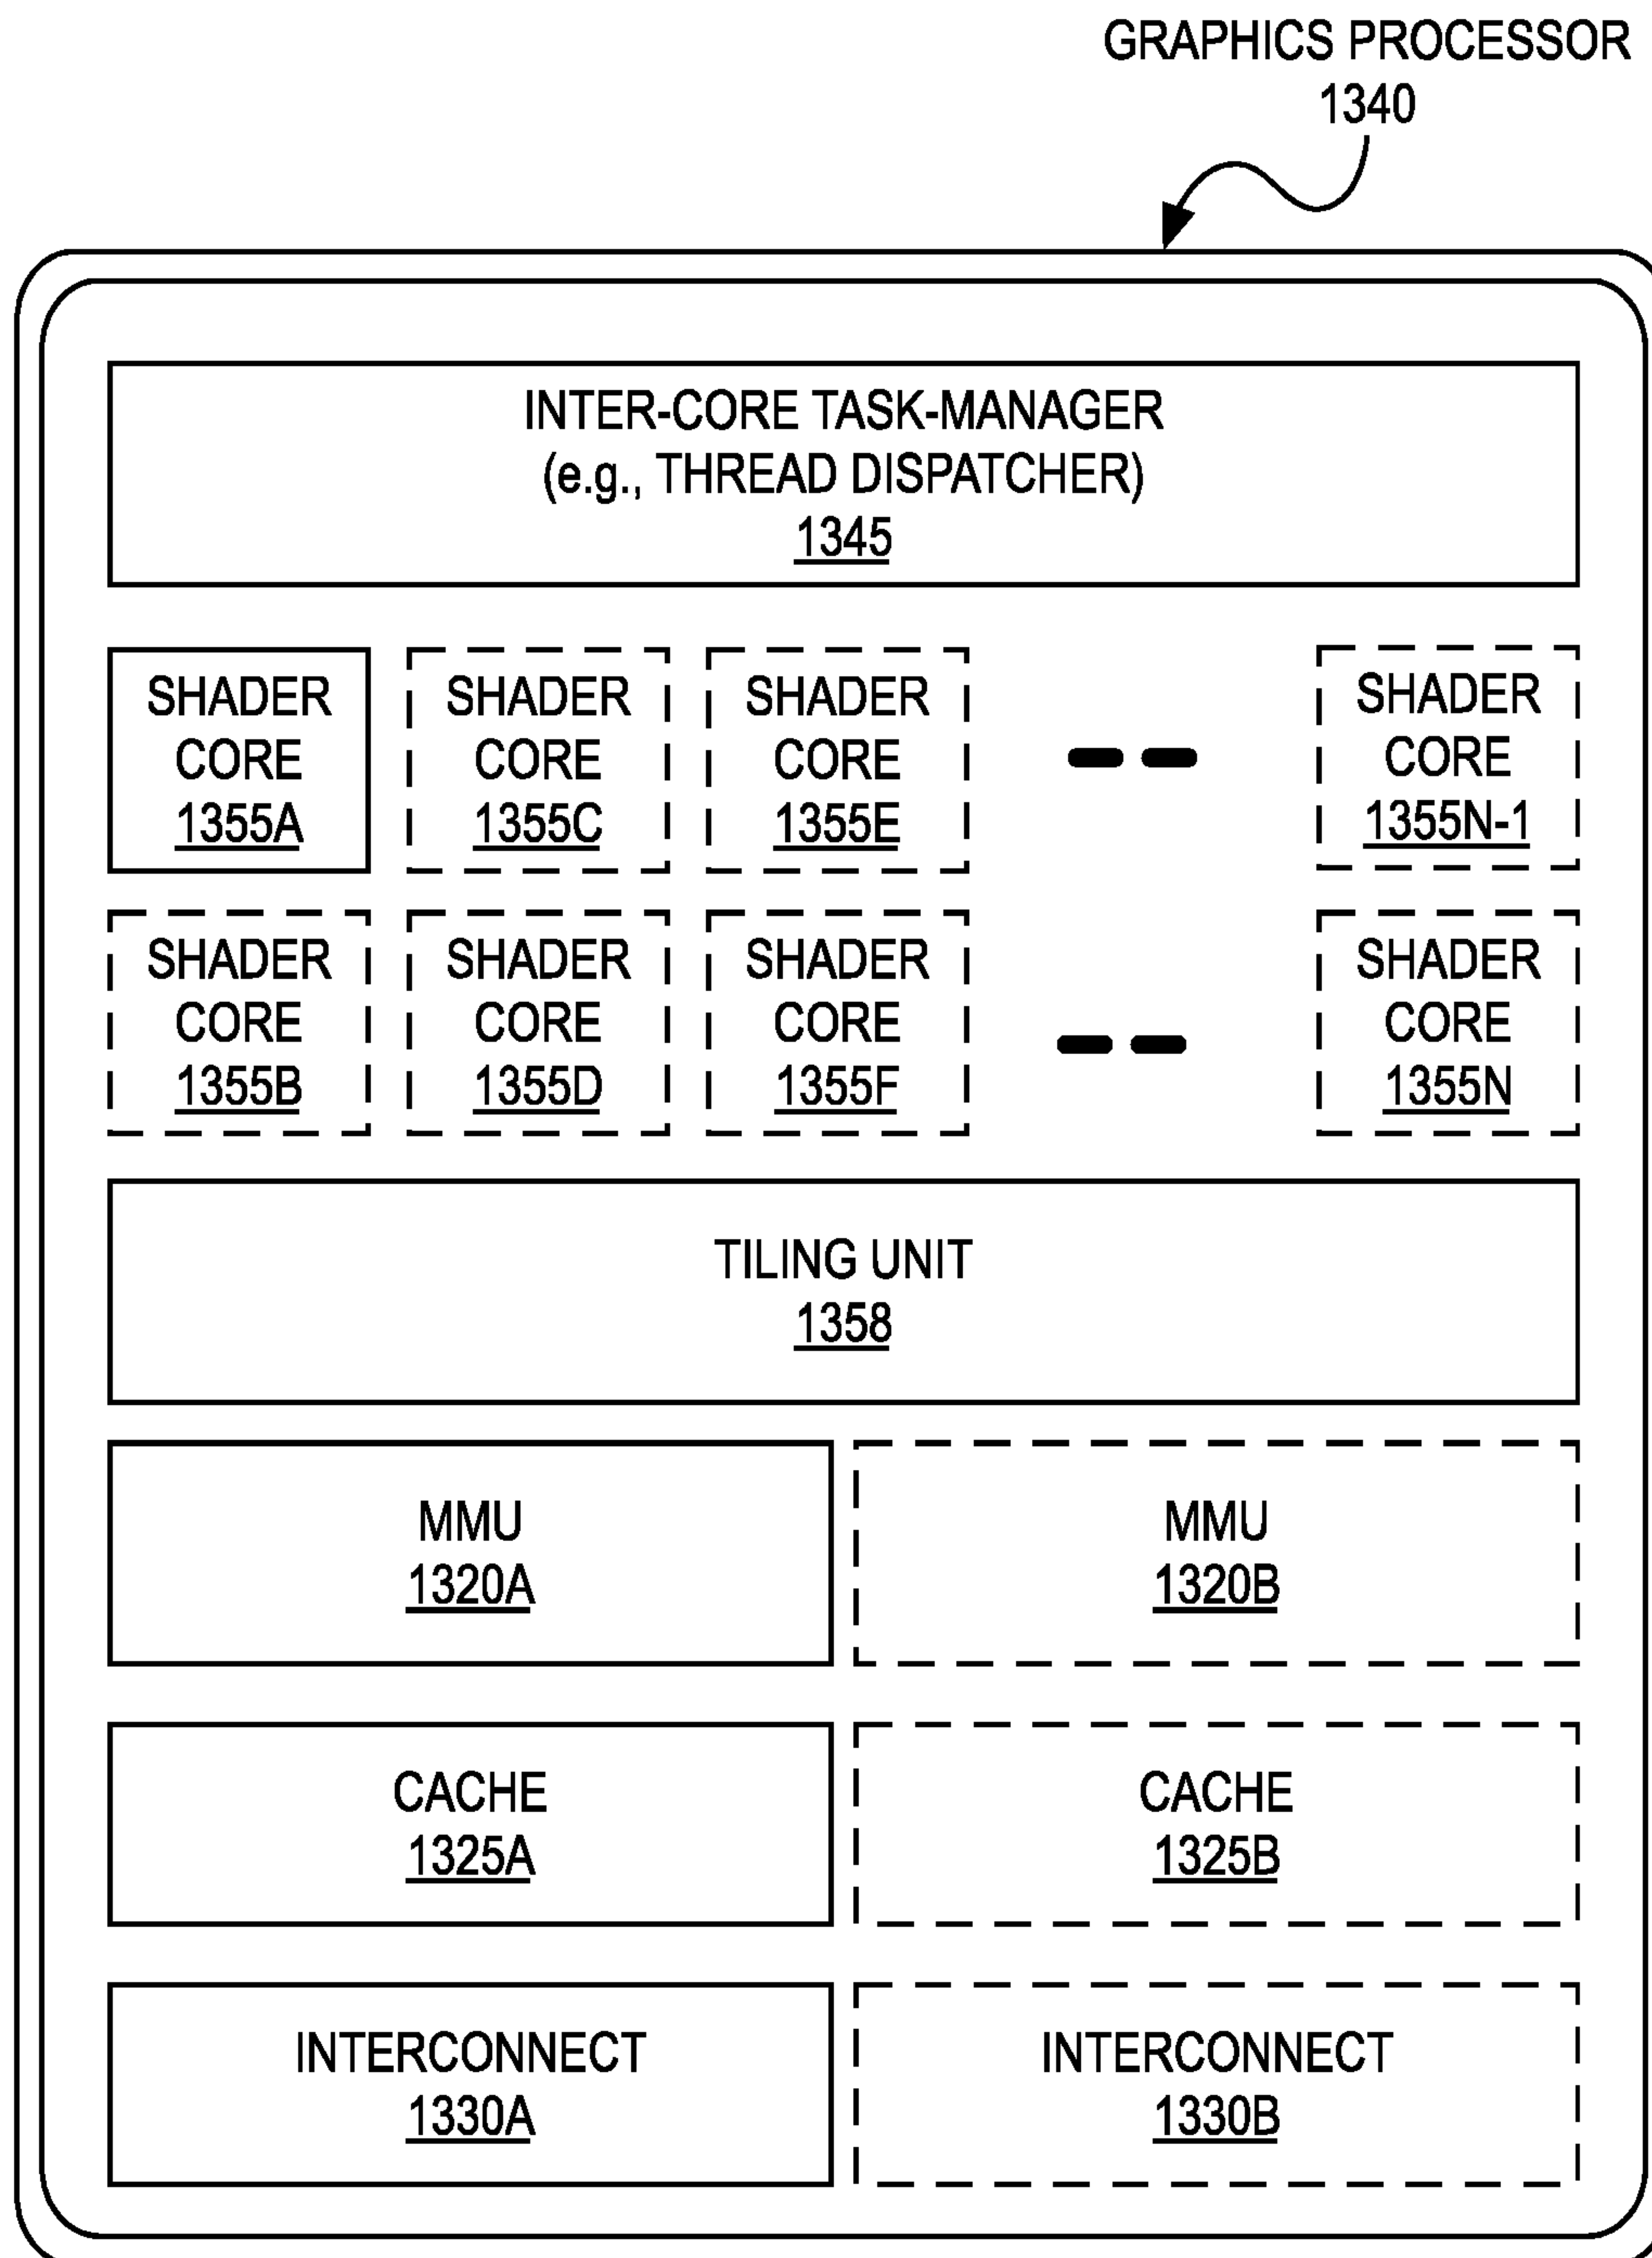 GRAPHICS PROCESSOR
1340
INTER-CORE TASK-MANAGER
(e.g., THREAD DISPATCHER)
1345
SHADER
CORE
1355A
SHADER
CORE
1355C
SHADER
CORE
1355E
SHADER
CORE
1355N-1
SHADER
CORE
1355B
SHADER
CORE
1355D
SHADER
CORE
1355F
SHADER
CORE
1355N
TILING UNIT
1358
MMU
1320A
MMU
1320B
CACHE
1325A
CACHE
1325B
INTERCONNECT
1330A
INTERCONNECT
1330B